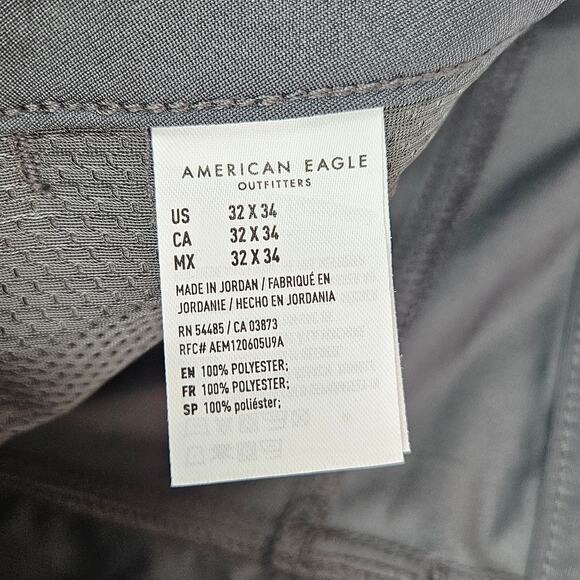 AMERICAN EAGLE
OUTFITTERS
US 32 X 34
CA 32 X 34
MX 32 X 34
MADE IN JORDAN / FABRIQUÉ EN
JORDANIE / HECHO EN JORDANIA
RN 54485 / CA 03873
RFC# AEM120605U9A
EN 100% POLYESTER;
FR 100% POLYESTER;
SP 100% poliéster;